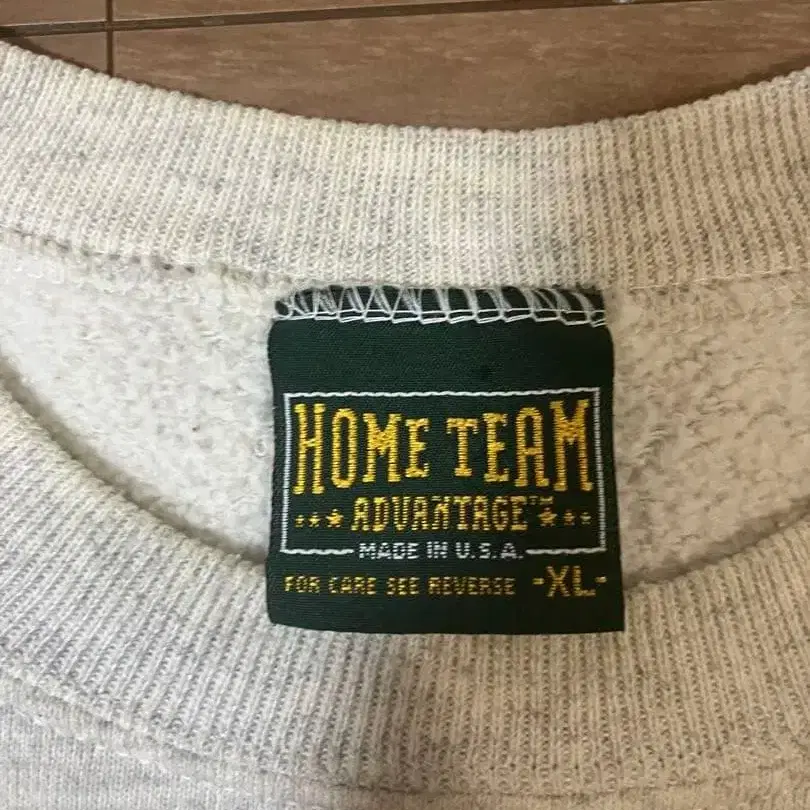 HOME TEAM
ADVANTAGE™
MADE IN U.S.A.
FOR CARE SEE REVERSE -XL-